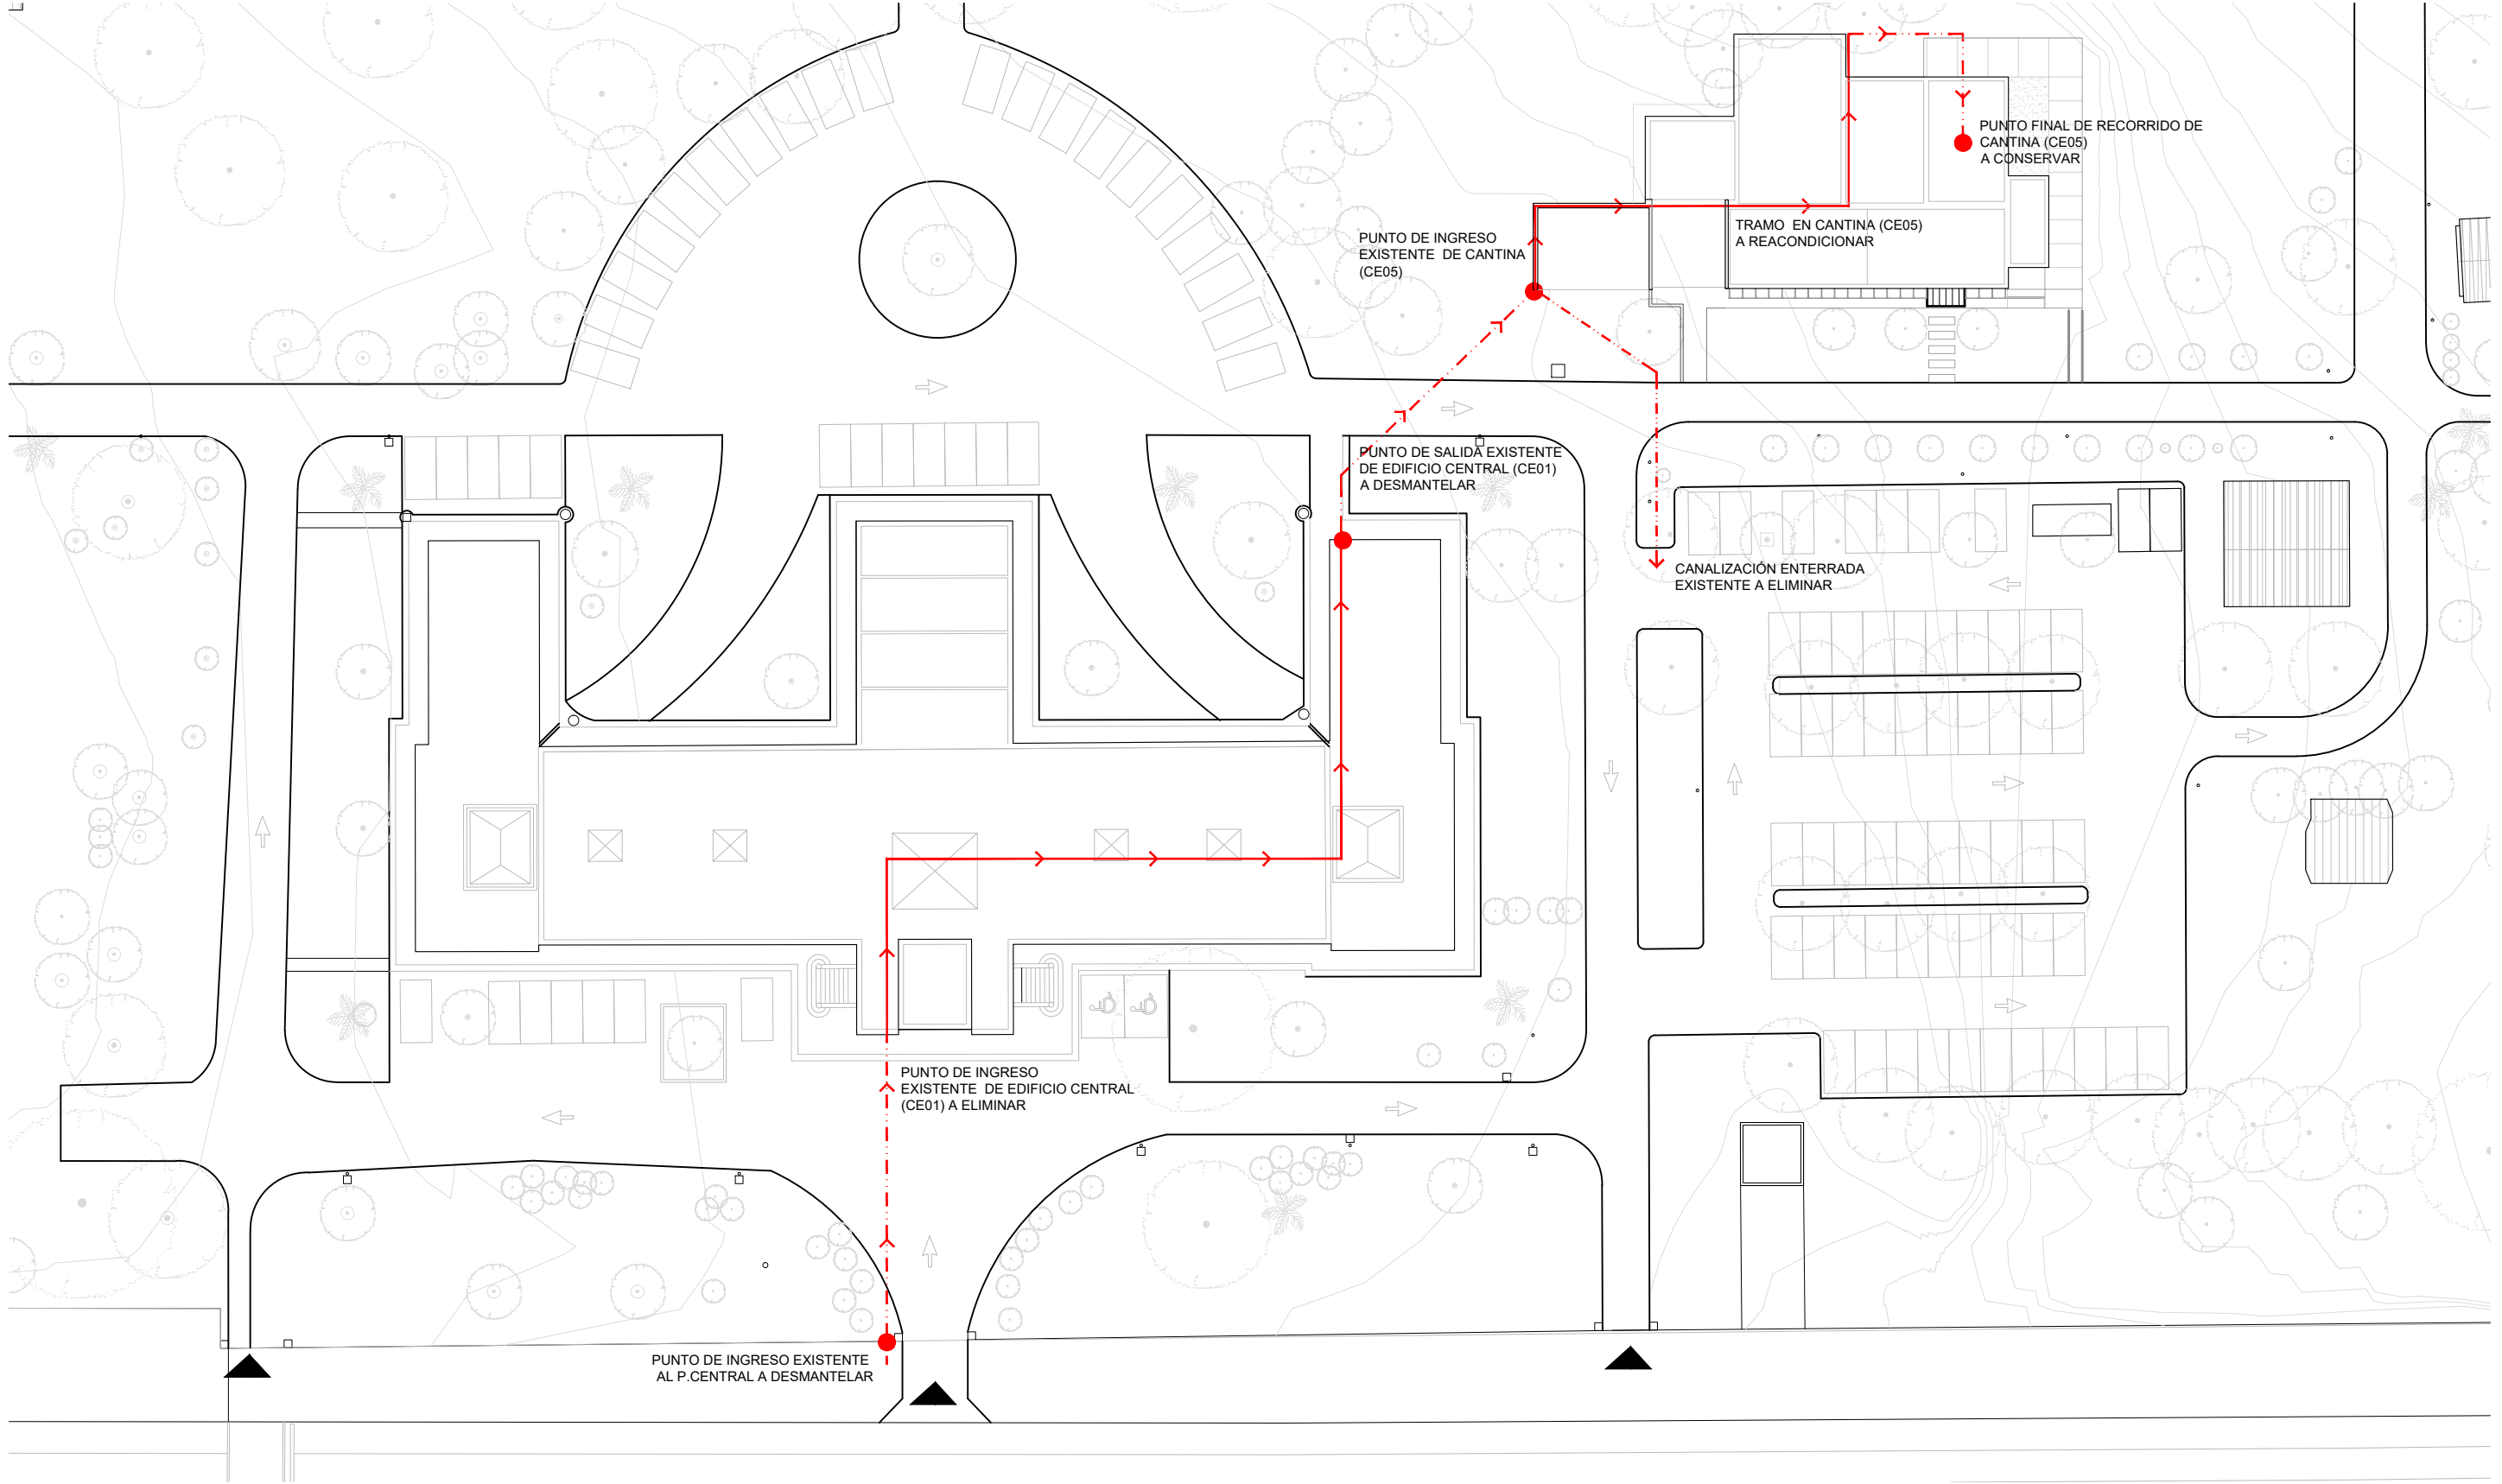 PUNTO FINAL DE RECORRIDO DE
CANTINA (CE05)
A CONSERVAR
TRAMO EN CANTINA (CE05)
A REACONDICIONAR
PUNTO DE INGRESO
EXISTENTE DE CANTINA
(CE05)
PUNTO DE SALIDA EXISTENTE
DE EDIFICIO CENTRAL (CE01)
A DESMANTELAR
CANALIZACIÓN ENTERRADA
EXISTENTE A ELIMINAR
PUNTO DE INGRESO
EXISTENTE DE EDIFICIO CENTRAL
(CE01) A ELIMINAR
PUNTO DE INGRESO EXISTENTE
AL P.CENTRAL A DESMANTELAR